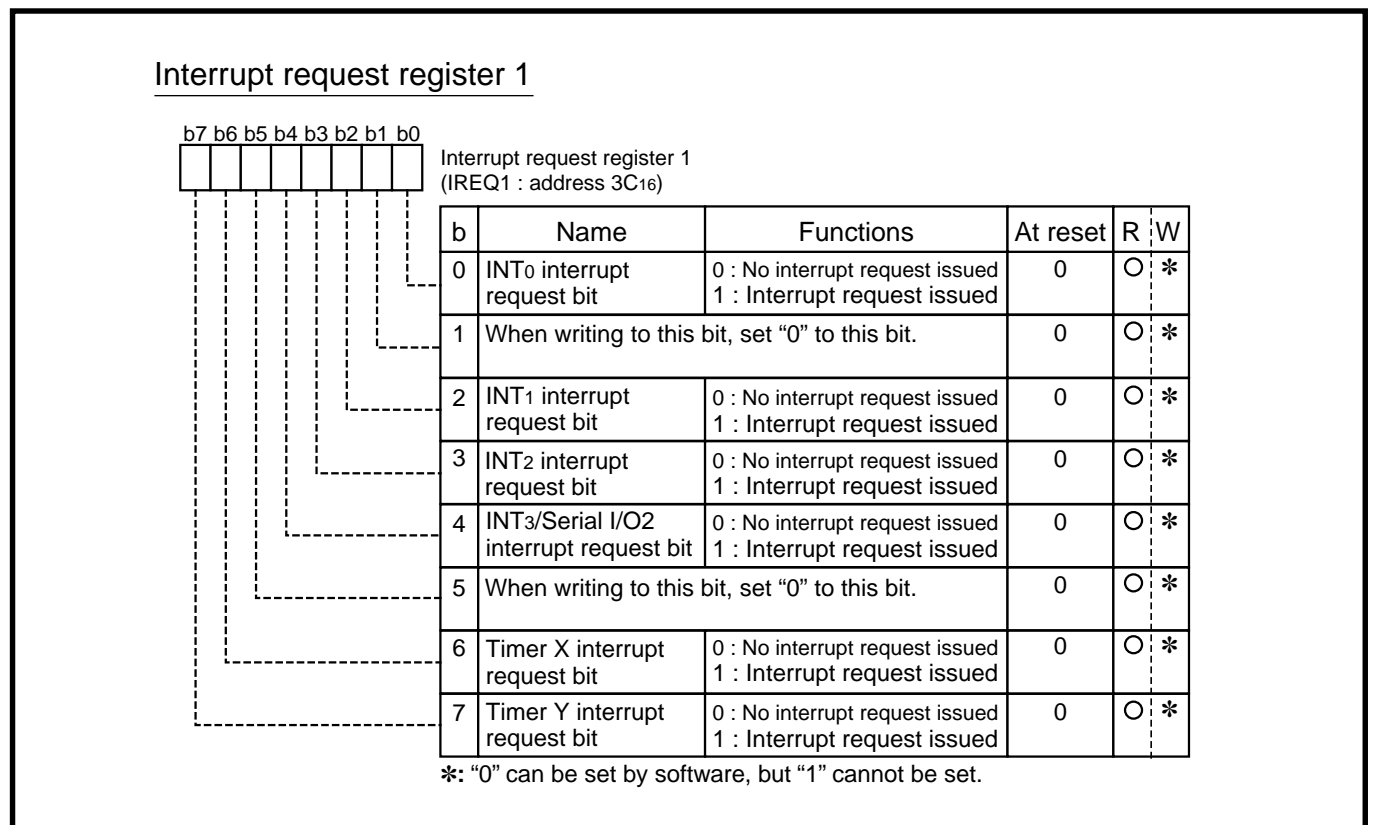 Interrupt request register 1
b7 b6 b5 b4 b3 b2 b1 b0
Interrupt request register 1
(IREQ1 : address 3C16)
b Name Functions At reset R W
0 INT0 interrupt request bit 0 : No interrupt request issued 1 : Interrupt request issued 0 O ✻
1 When writing to this bit, set “0” to this bit. 0 O ✻
2 INT1 interrupt request bit 0 : No interrupt request issued 1 : Interrupt request issued 0 O ✻
3 INT2 interrupt request bit 0 : No interrupt request issued 1 : Interrupt request issued 0 O ✻
4 INT3/Serial I/O2 interrupt request bit 0 : No interrupt request issued 1 : Interrupt request issued 0 O ✻
5 When writing to this bit, set “0” to this bit. 0 O ✻
6 Timer X interrupt request bit 0 : No interrupt request issued 1 : Interrupt request issued 0 O ✻
7 Timer Y interrupt request bit 0 : No interrupt request issued 1 : Interrupt request issued 0 O ✻
✻: “0” can be set by software, but “1” cannot be set.